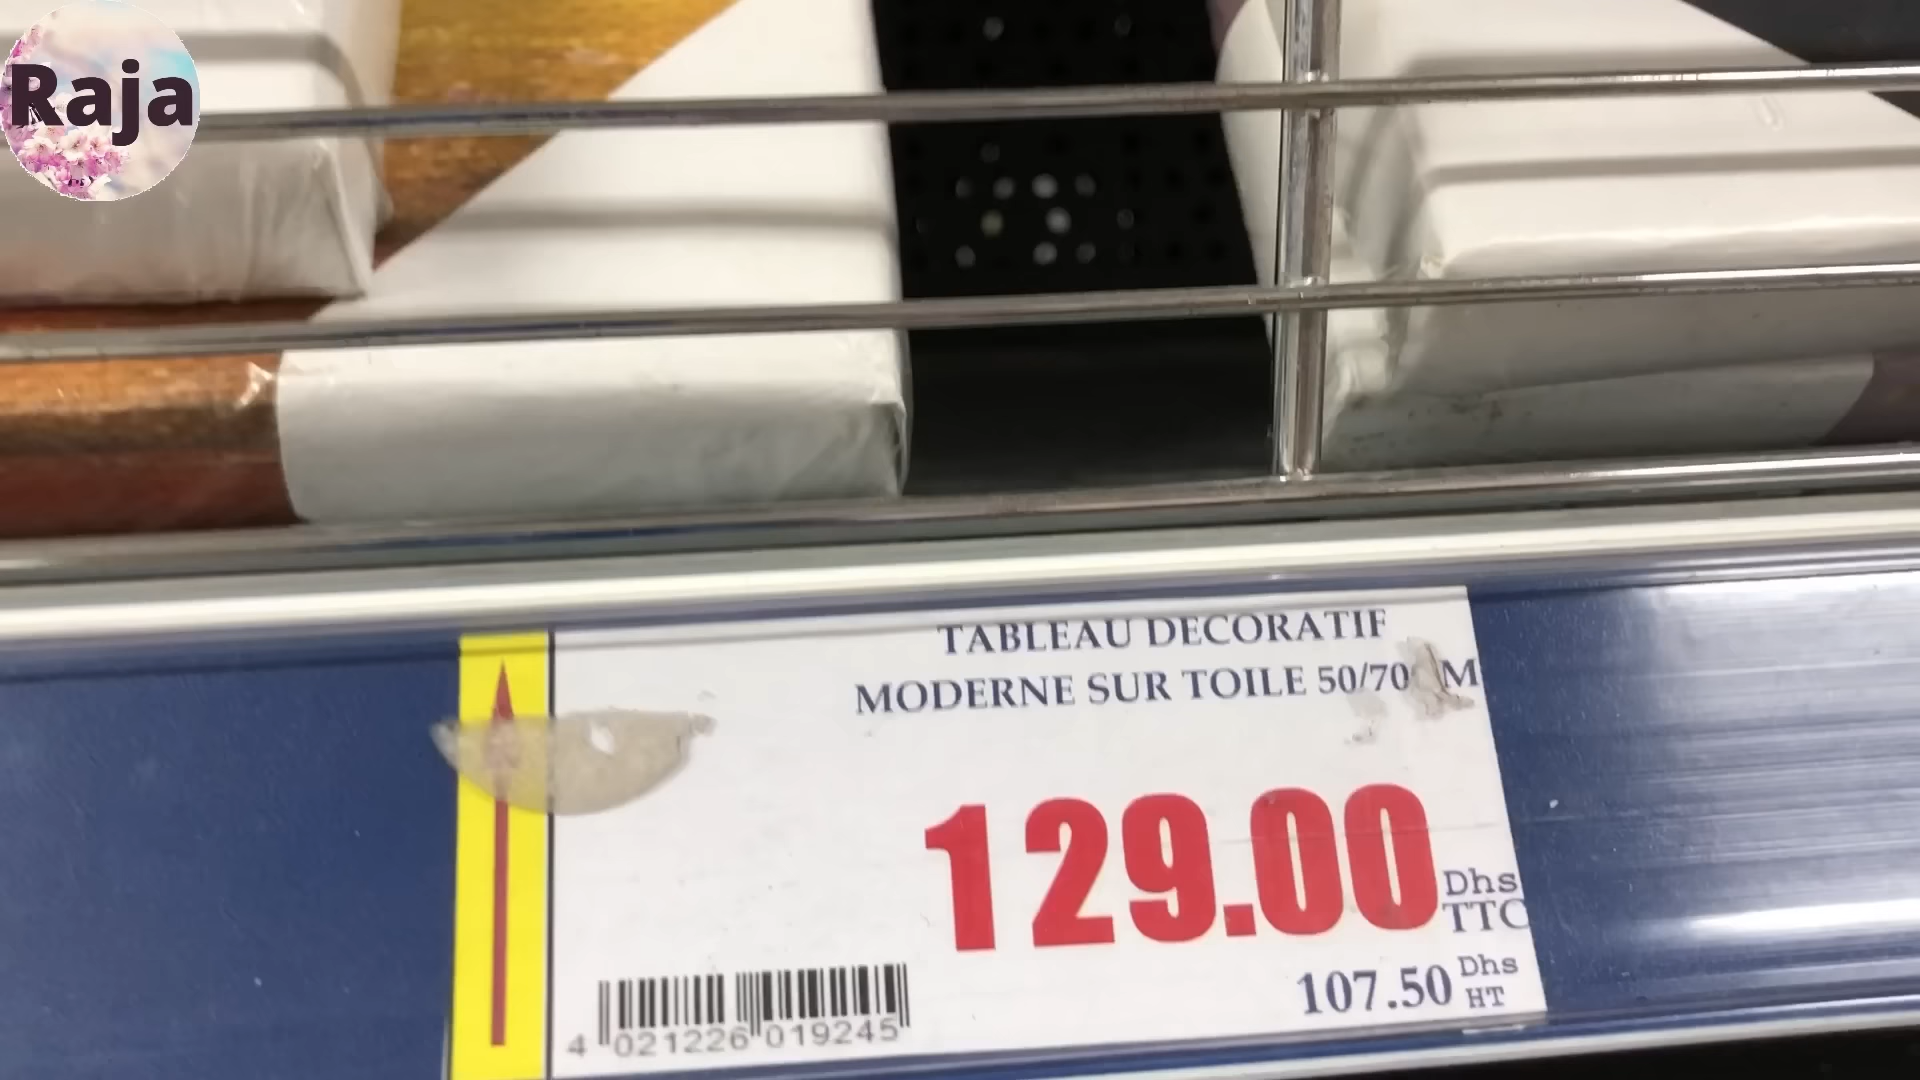 Raja
TABLEAU DECORATIF
MODERNE SUR TOILE 50/70 M
129.00 Dhs TTC
107.50 Dhs HT
4 021226 019245